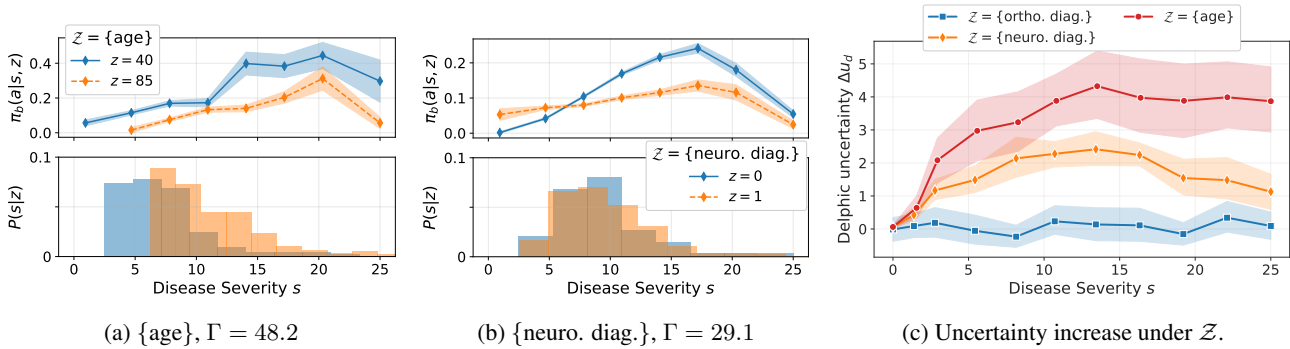 𝒵 = {age}
z = 40
z = 85
π_b(a|s, z)
0.4
0.2
0.0
P(s|z)
0.1
0
0 5 10 15 20 25
Disease Severity s
(a) {age}, Γ = 48.2
π_b(a|s, z)
0.2
0.1
0.0
𝒵 = {neuro. diag.}
z = 0
z = 1
P(s|z)
0.1
0
0 5 10 15 20 25
Disease Severity s
(b) {neuro. diag.}, Γ = 29.1
𝒵 = {ortho. diag.}
𝒵 = {age}
𝒵 = {neuro. diag.}
Delphic uncertainty Δu_d
5
4
3
2
1
0
0 5 10 15 20 25
Disease Severity s
(c) Uncertainty increase under 𝒵.